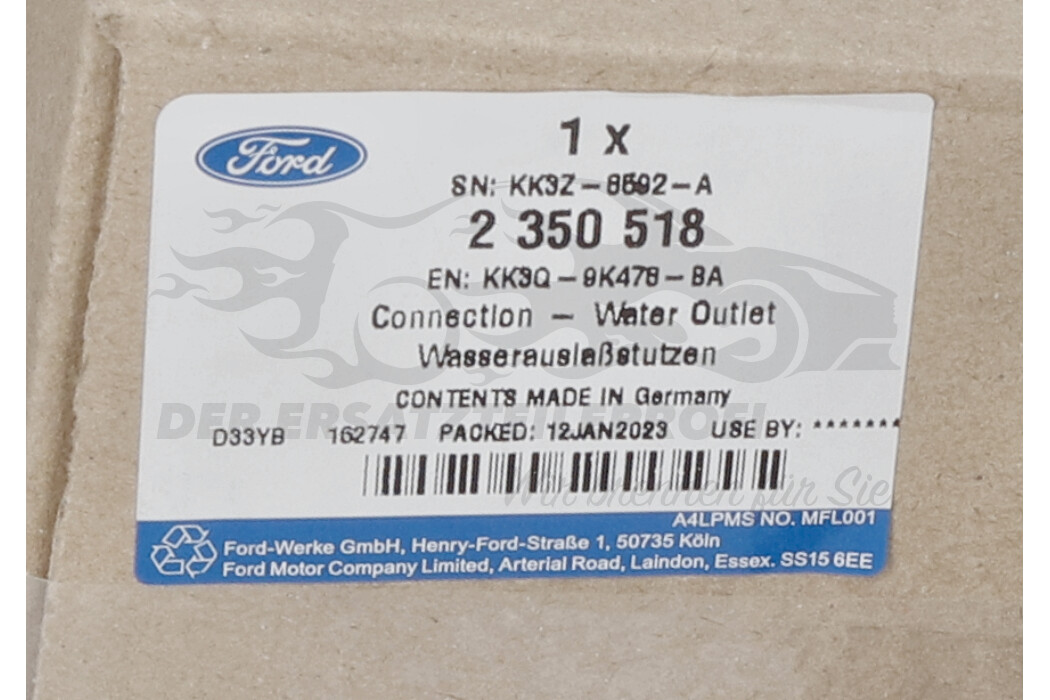 Ford
1 x
SN: KK3Z-8592-A
2 350 518
EN: KK3Q-9K478-BA
Connection - Water Outlet
Wasserauslaßstutzen
CONTENTS MADE IN Germany
DER ERSATZTEILEPROFI
D33YB 162747 PACKED: 12JAN2023 USE BY: *******
Wir brennen für Sie
A4LPMS NO. MFL001
Ford-Werke GmbH, Henry-Ford-Straße 1, 50735 Köln
Ford Motor Company Limited, Arterial Road, Laindon, Essex. SS15 6EE